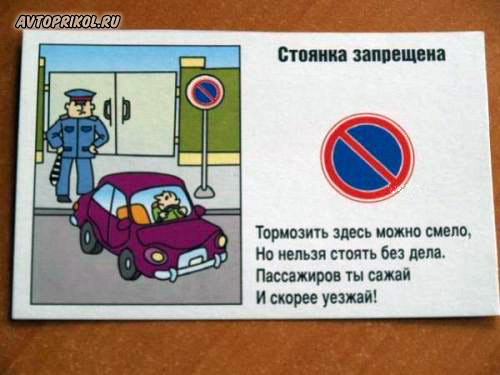 AVTOPRIKOL.RU
Стоянка запрещена
Тормозить здесь можно смело,
Но нельзя стоять без дела.
Пассажиров ты сажай
И скорее уезжай!